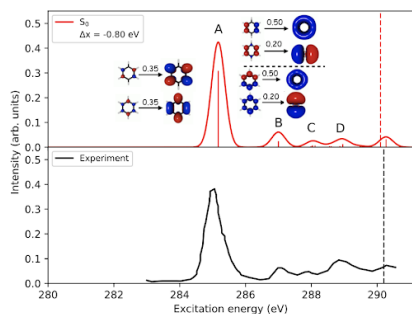 S₀
Δx = -0.80 eV
A
0.35
0.35
0.50
0.20
0.50
0.20
B
C
D
0.5
0.4
0.3
0.2
0.1
0.0
Intensity (arb. units)
Experiment
0.5
0.4
0.3
0.2
0.1
0.0
280 282 284 286 288 290
Excitation energy (eV)